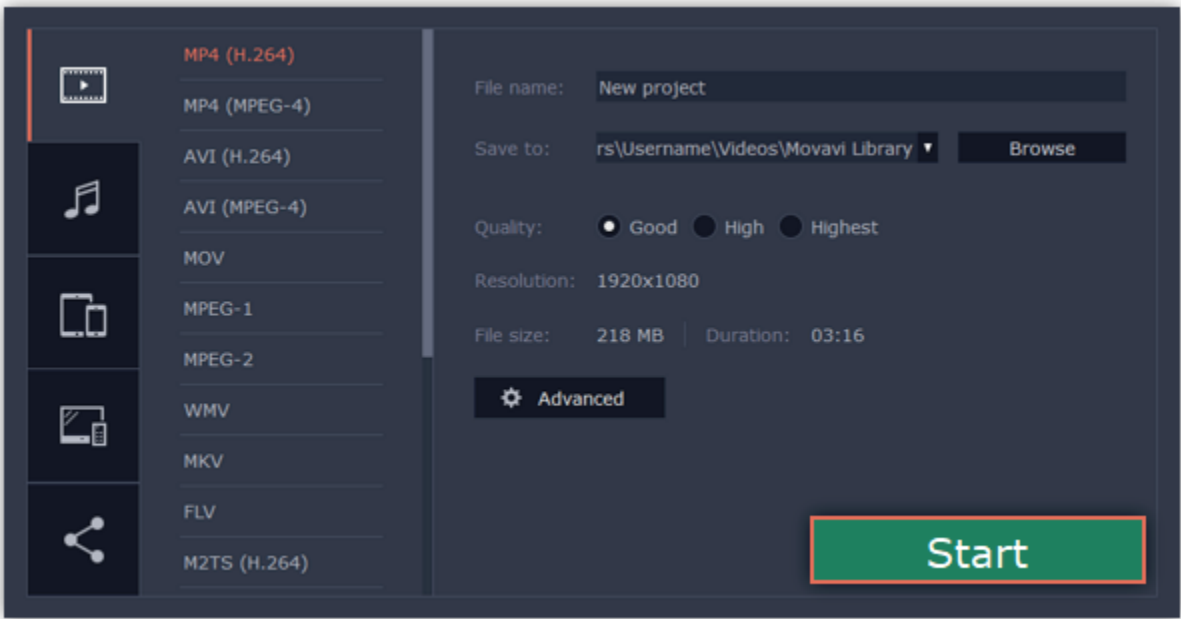 MP4 (H.264)
MP4 (MPEG-4)
AVI (H.264)
AVI (MPEG-4)
MOV
MPEG-1
MPEG-2
WMV
MKV
FLV
M2TS (H.264)
File name: New project
Save to: rs\Username\Videos\Movavi Library Browse
Quality: Good High Highest
Resolution: 1920x1080
File size: 218 MB Duration: 03:16
Advanced
Start